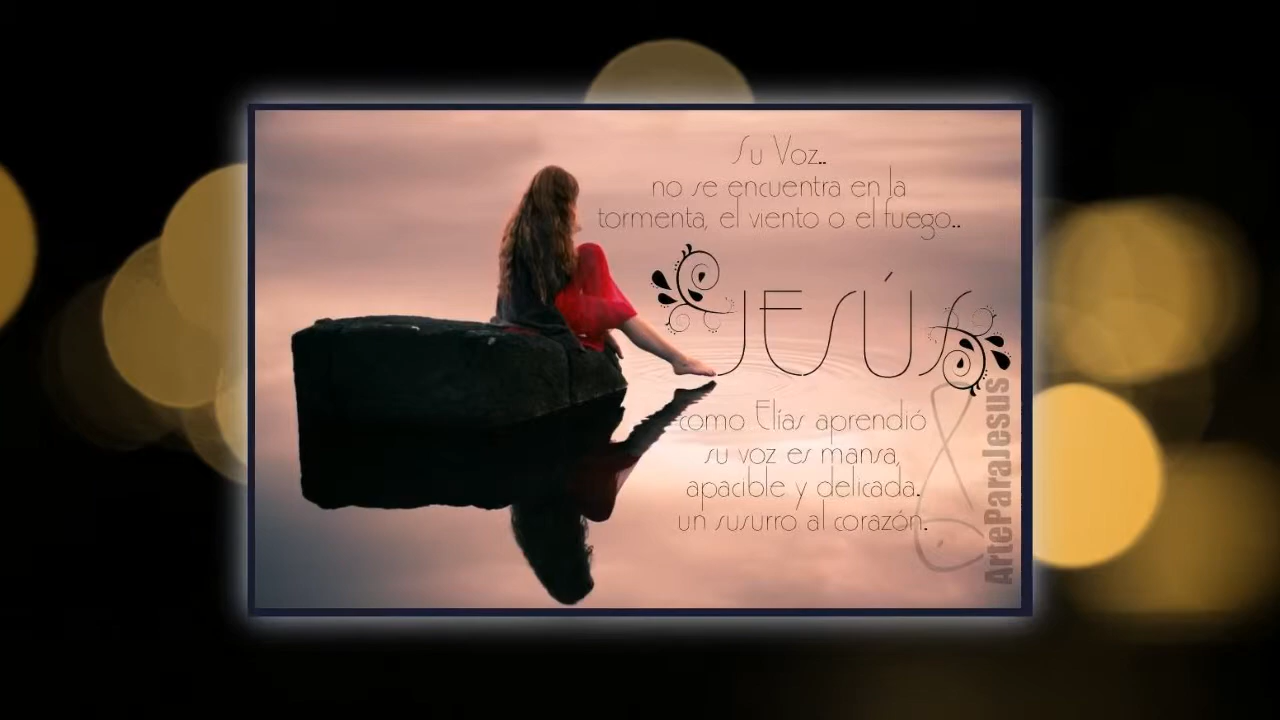 Su Voz..
no se encuentra en la
tormenta, el viento o el fuego..
JESÚS
como Elías aprendió
su voz es mansa,
apacible y delicada.
un susurro al corazón.
ArteParaJesus